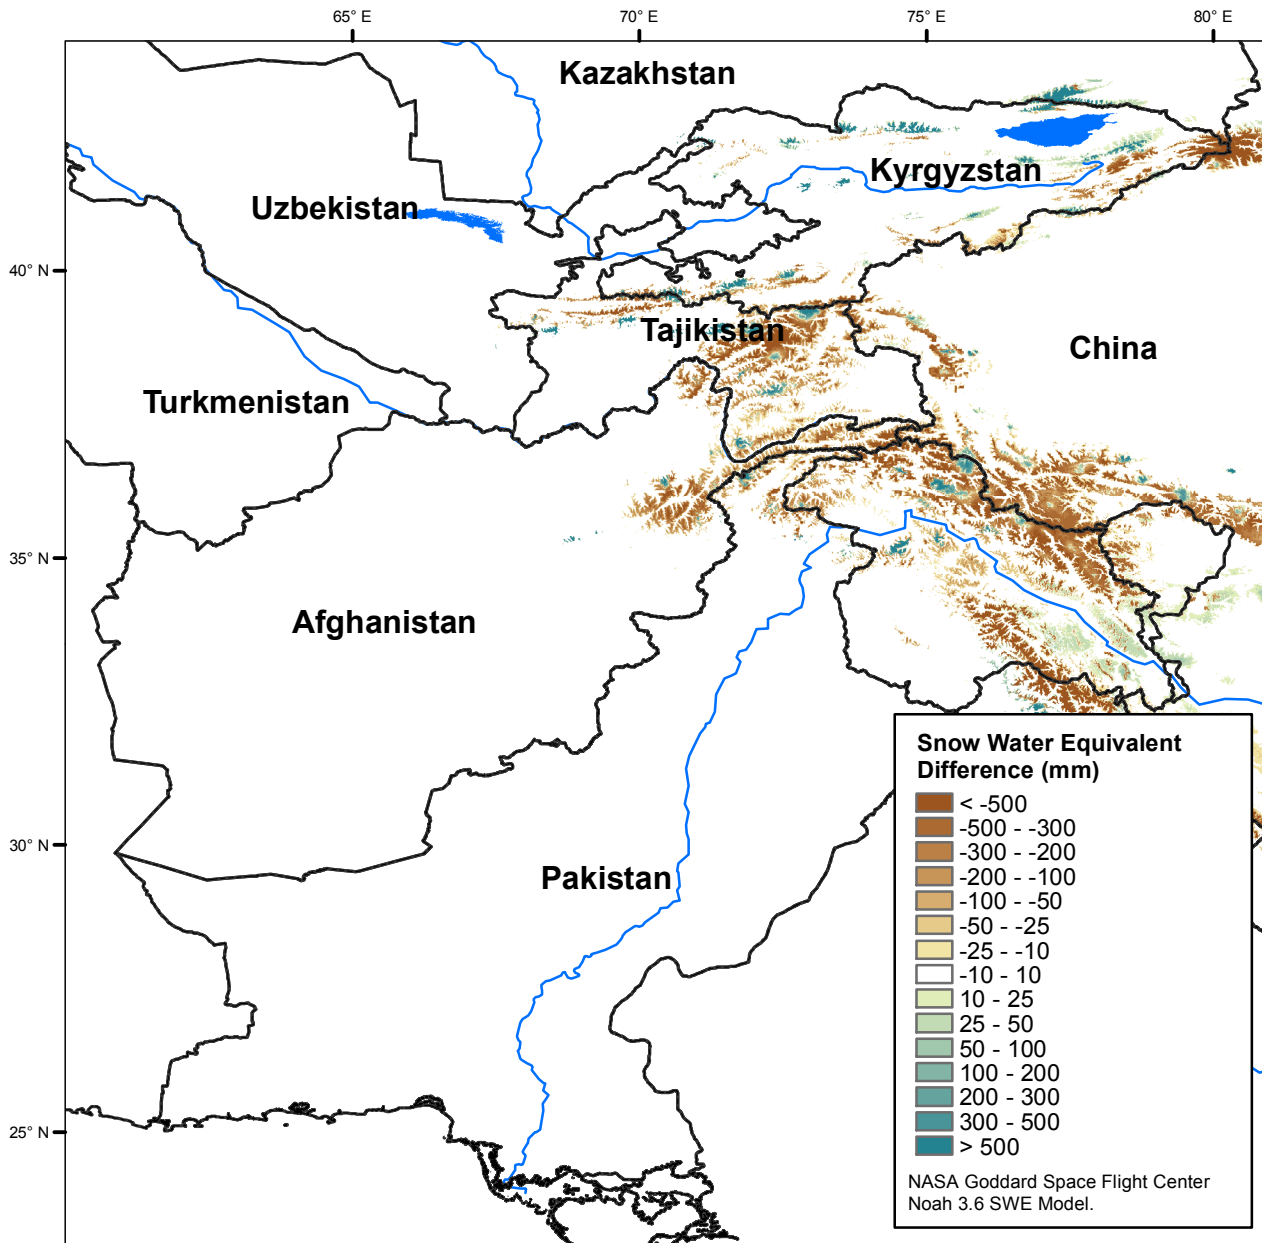 65° E
70° E
75° E
80° E
Kazakhstan
Kyrgyzstan
Uzbekistan
40° N
Tajikistan
China
Turkmenistan
35° N
Afghanistan
30° N
Pakistan
25° N
Snow Water Equivalent
Difference (mm)
< -500
-500 - -300
-300 - -200
-200 - -100
-100 - -50
-50 - -25
-25 - -10
-10 - 10
10 - 25
25 - 50
50 - 100
100 - 200
200 - 300
300 - 500
> 500
NASA Goddard Space Flight Center
Noah 3.6 SWE Model.